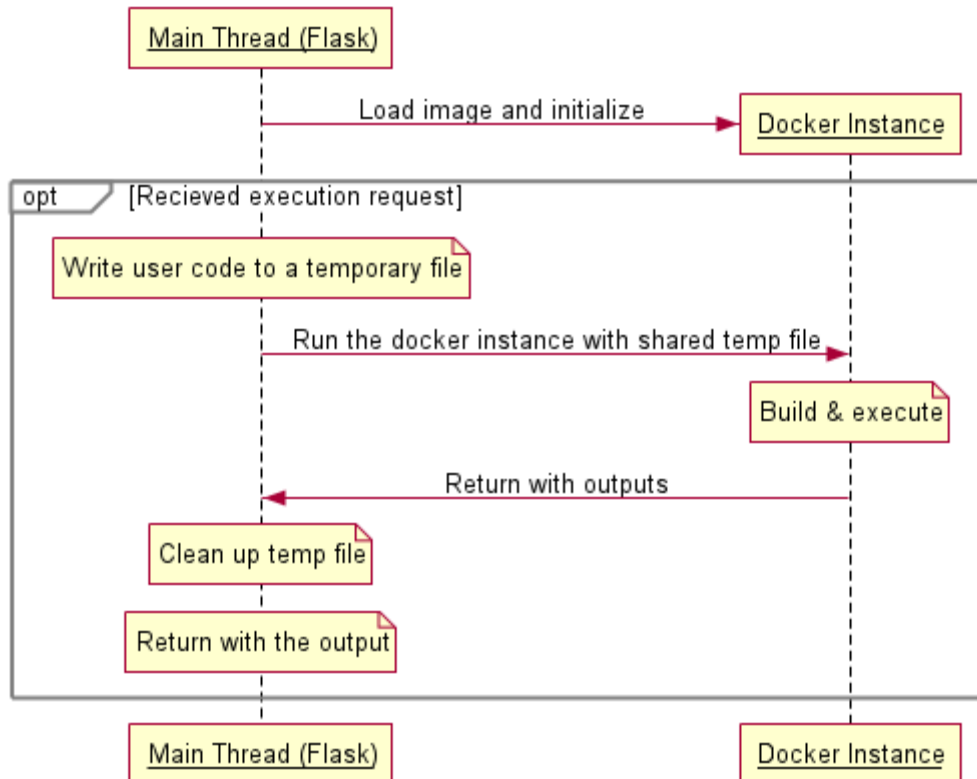 Main Thread (Flask)
Load image and initialize
Docker Instance
opt
[Recieved execution request]
Write user code to a temporary file
Run the docker instance with shared temp file
Build & execute
Return with outputs
Clean up temp file
Return with the output
Main Thread (Flask)
Docker Instance